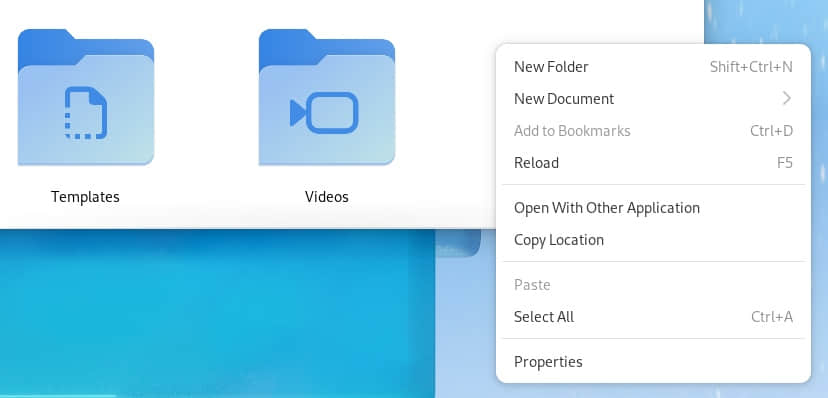 Templates
Videos
New Folder Shift+Ctrl+N
New Document
Add to Bookmarks Ctrl+D
Reload F5
Open With Other Application
Copy Location
Paste
Select All Ctrl+A
Properties